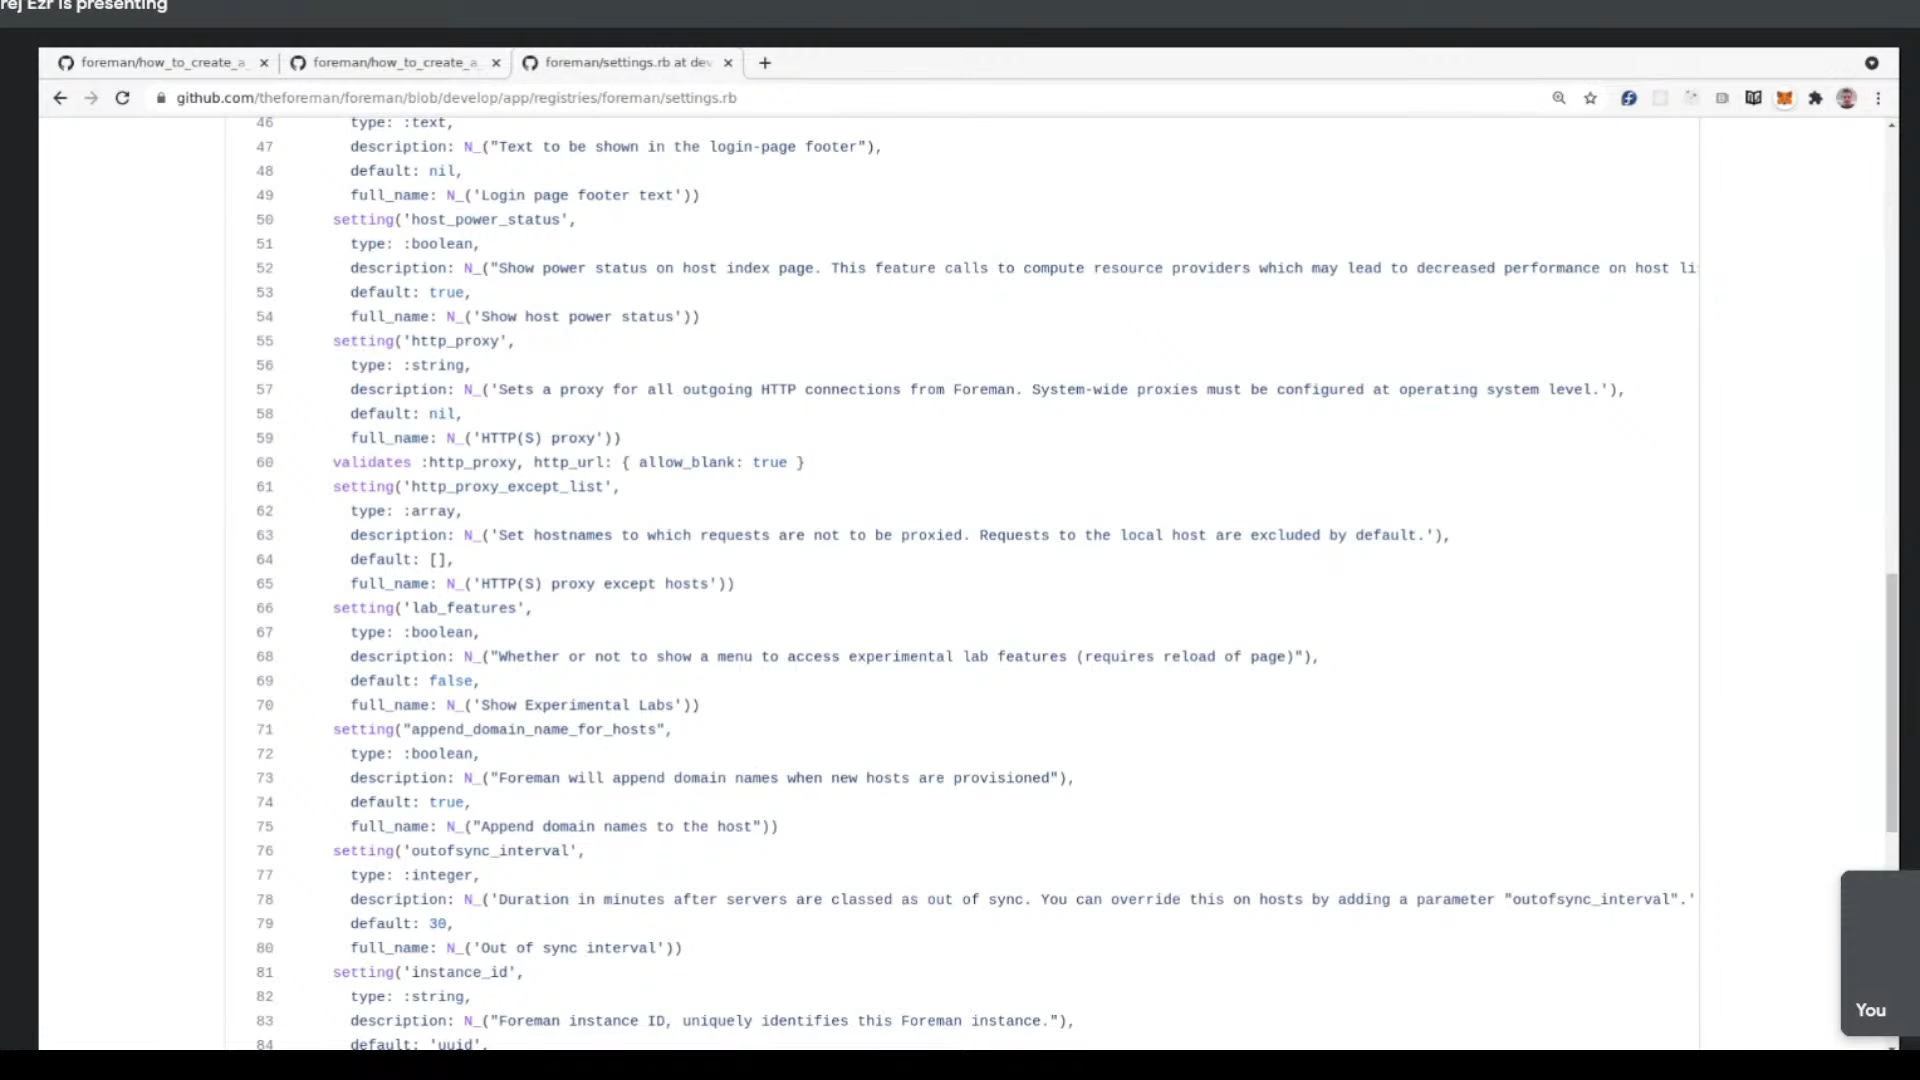 rej Ezr is presenting
foreman/how_to_create_a_
foreman/how_to_create_a_
foreman/settings.rb at dev
github.com/theforeman/foreman/blob/develop/app/registries/foreman/settings.rb
46 type: :text,
47 description: N_("Text to be shown in the login-page footer"),
48 default: nil,
49 full_name: N_('Login page footer text'))
50 setting('host_power_status',
51 type: :boolean,
52 description: N_("Show power status on host index page. This feature calls to compute resource providers which may lead to decreased performance on host li
53 default: true,
54 full_name: N_('Show host power status'))
55 setting('http_proxy',
56 type: :string,
57 description: N_('Sets a proxy for all outgoing HTTP connections from Foreman. System-wide proxies must be configured at operating system level.'),
58 default: nil,
59 full_name: N_('HTTP(S) proxy'))
60 validates :http_proxy, http_url: { allow_blank: true }
61 setting('http_proxy_except_list',
62 type: :array,
63 description: N_('Set hostnames to which requests are not to be proxied. Requests to the local host are excluded by default.'),
64 default: [],
65 full_name: N_('HTTP(S) proxy except hosts'))
66 setting('lab_features',
67 type: :boolean,
68 description: N_("Whether or not to show a menu to access experimental lab features (requires reload of page)"),
69 default: false,
70 full_name: N_('Show Experimental Labs'))
71 setting("append_domain_name_for_hosts",
72 type: :boolean,
73 description: N_("Foreman will append domain names when new hosts are provisioned"),
74 default: true,
75 full_name: N_("Append domain names to the host"))
76 setting('outofsync_interval',
77 type: :integer,
78 description: N_('Duration in minutes after servers are classed as out of sync. You can override this on hosts by adding a parameter "outofsync_interval".'
79 default: 30,
80 full_name: N_('Out of sync interval'))
81 setting('instance_id',
82 type: :string,
83 description: N_("Foreman instance ID, uniquely identifies this Foreman instance."),
84 default: 'uuid',
You